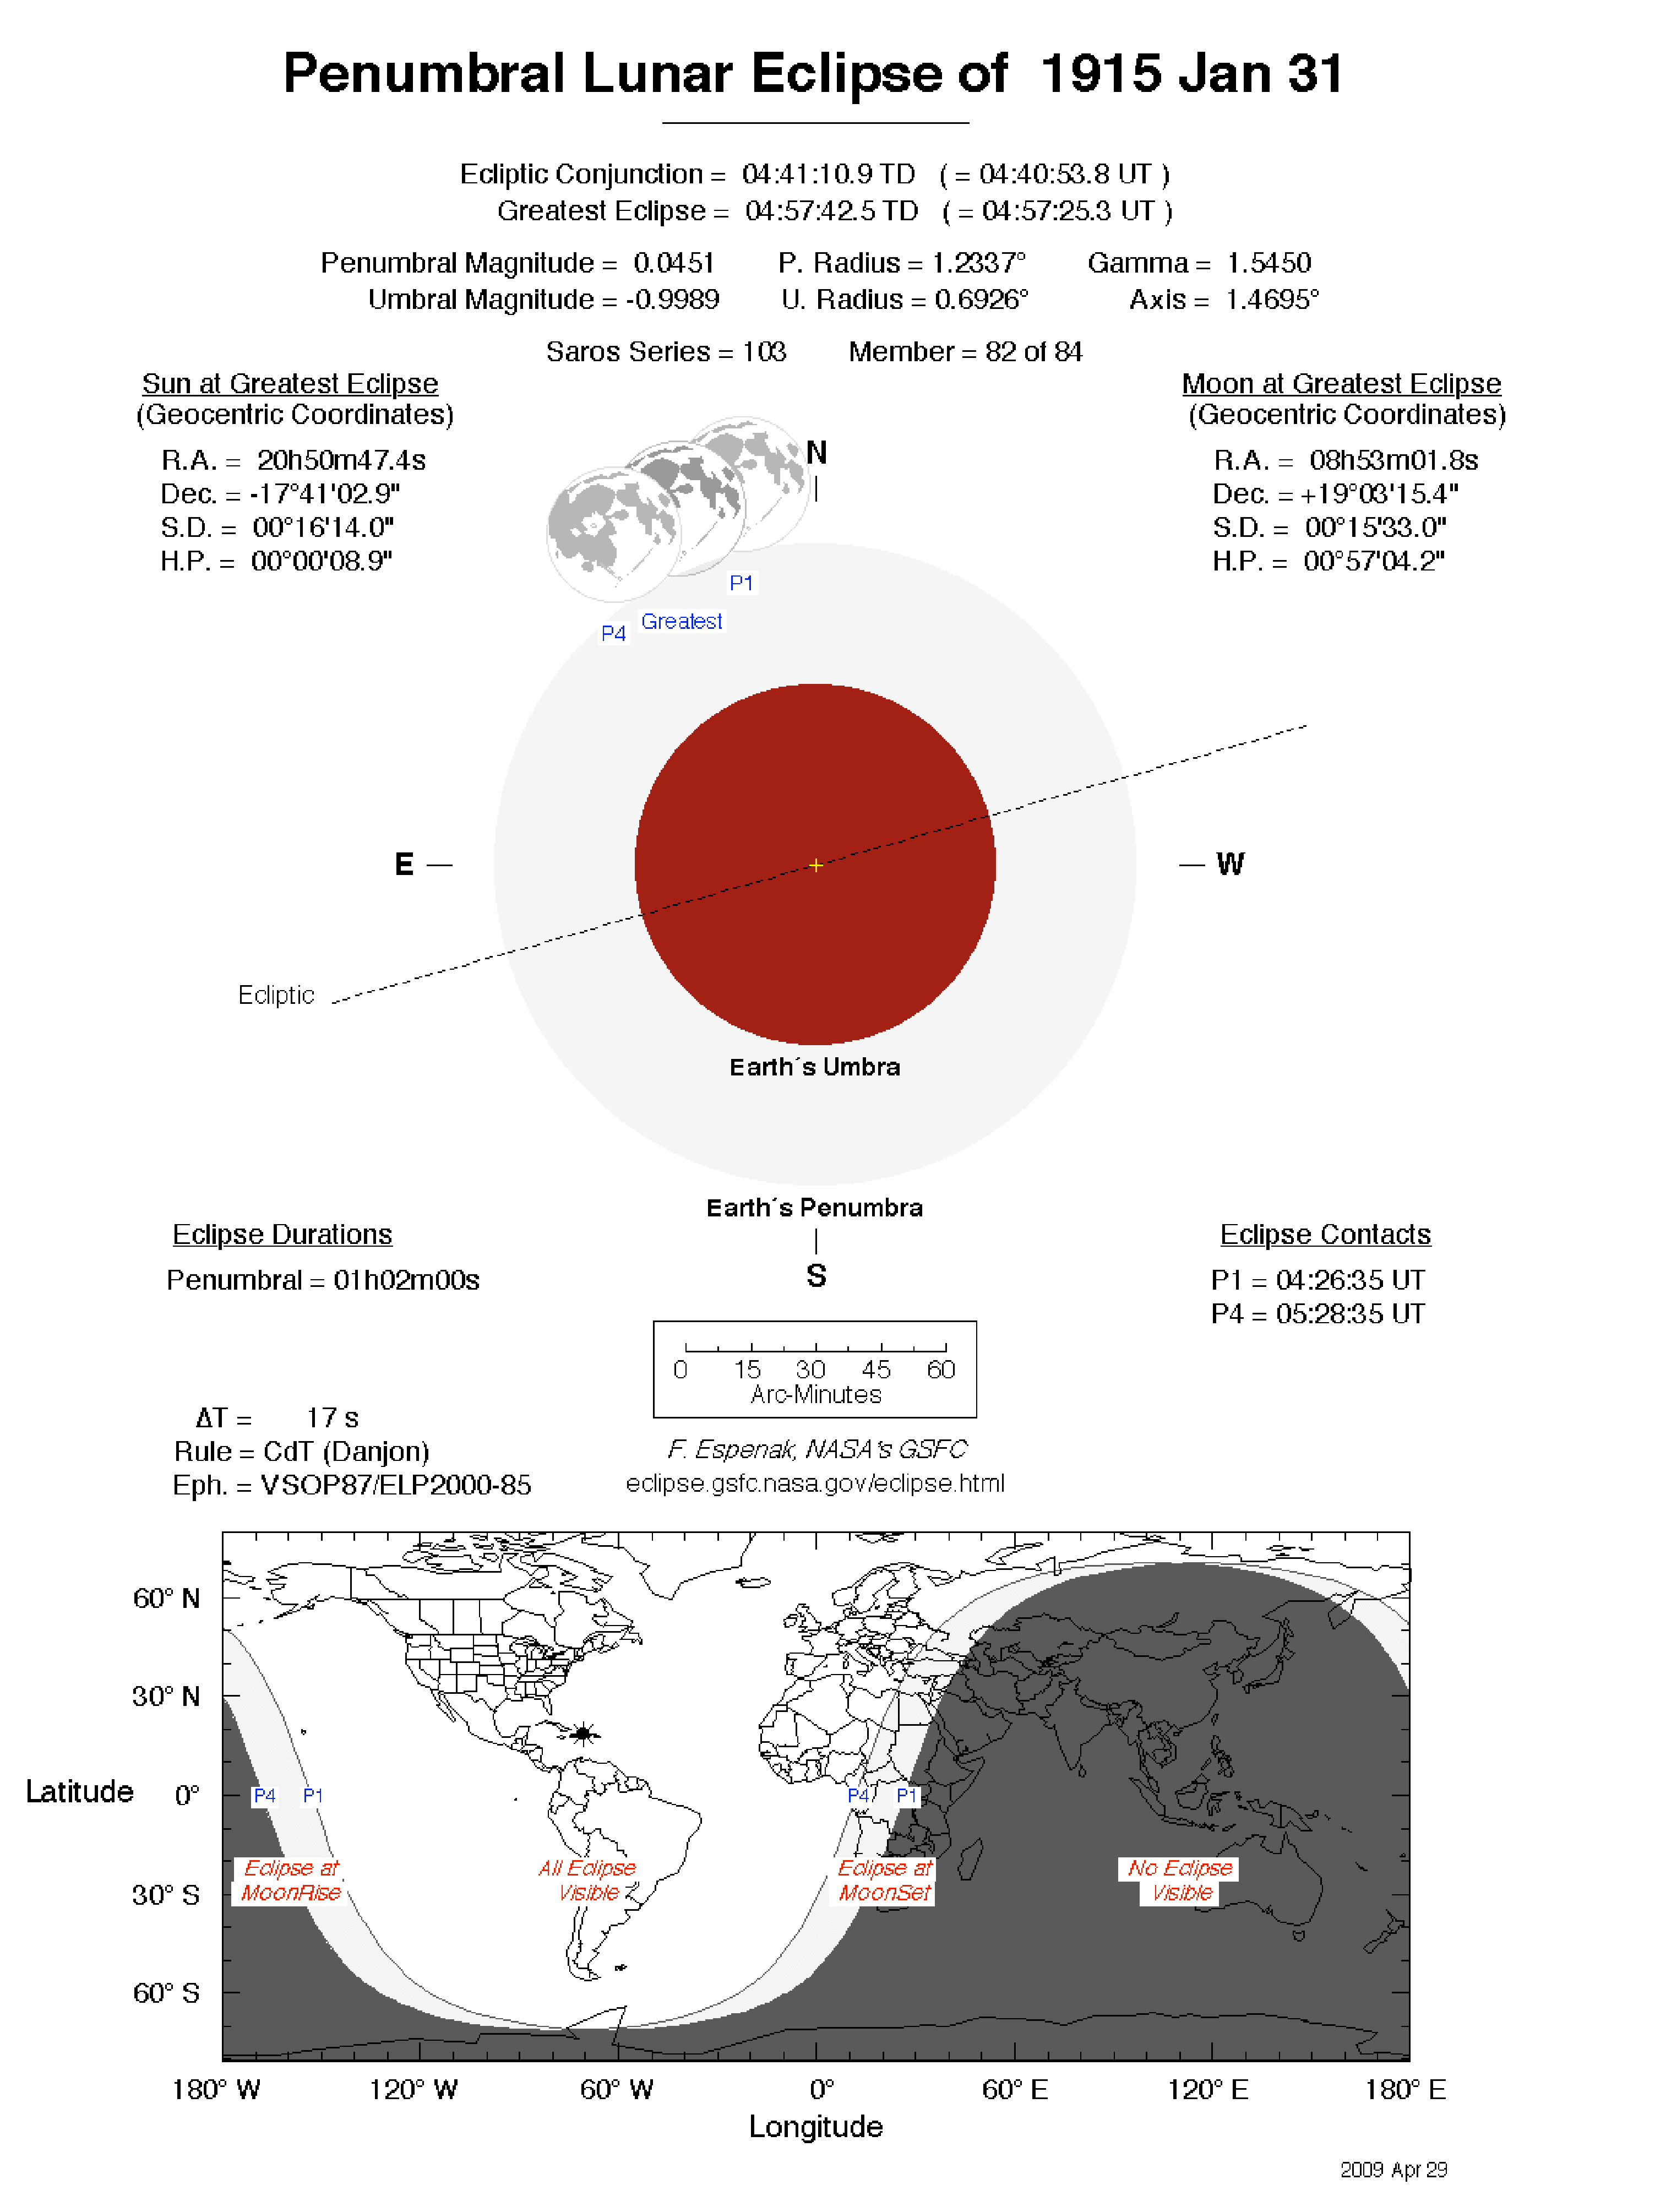 Penumbral Lunar Eclipse of 1915 Jan 31
Ecliptic Conjunction = 04:41:10.9 TD ( = 04:40:53.8 UT )
Greatest Eclipse = 04:57:42.5 TD ( = 04:57:25.3 UT )
Penumbral Magnitude = 0.0451 P. Radius = 1.2337° Gamma = 1.5450
Umbral Magnitude = -0.9989 U. Radius = 0.6926° Axis = 1.4695°
Saros Series = 103 Member = 82 of 84
Sun at Greatest Eclipse
(Geocentric Coordinates)
R.A. = 20h50m47.4s
Dec. = -17°41'02.9"
S.D. = 00°16'14.0"
H.P. = 00°00'08.9"
Moon at Greatest Eclipse
(Geocentric Coordinates)
R.A. = 08h53m01.8s
Dec. = +19°03'15.4"
S.D. = 00°15'33.0"
H.P. = 00°57'04.2"
N
P1
Greatest
P4
E
W
Ecliptic
Earth´s Umbra
Earth´s Penumbra
S
Eclipse Durations
Penumbral = 01h02m00s
Eclipse Contacts
P1 = 04:26:35 UT
P4 = 05:28:35 UT
0 15 30 45 60
Arc-Minutes
ΔT = 17 s
Rule = CdT (Danjon)
Eph. = VSOP87/ELP2000-85
F. Espenak, NASA's GSFC
eclipse.gsfc.nasa.gov/eclipse.html
60° N
30° N
Latitude 0°
30° S
60° S
P4 P1 P4 P1
Eclipse at
MoonRise
All Eclipse
Visible
Eclipse at
MoonSet
No Eclipse
Visible
180° W 120° W 60° W 0° 60° E 120° E 180° E
Longitude
2009 Apr 29